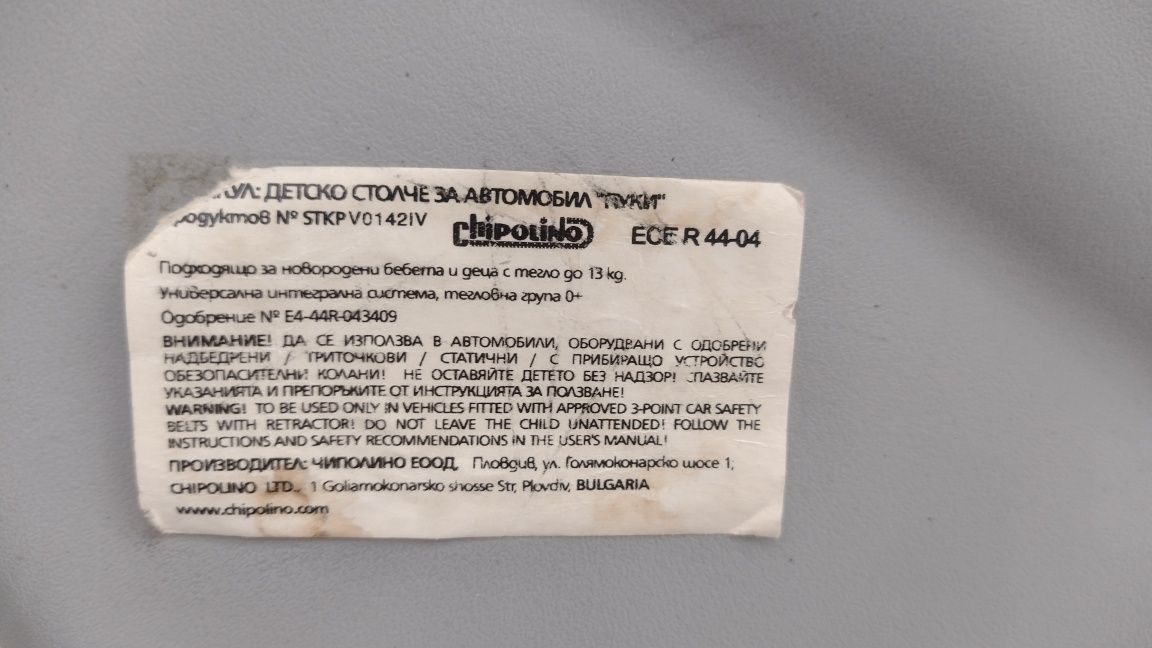 ДЕТСКО СТОЛЧЕ ЗА АВТОМОБИЛ "ПУКИ"
Nº STKPV0142IV chipolino ECE R 44-04
Подходящо за новородени бебета и деца с тегло до 13 kg.
Универсална интегрална система, тегловна група 0+
Одобрение Nº E4-44R-043409
ВНИМАНИЕ! ДА СЕ ИЗПОЛЗВА В АВТОМОБИЛИ, ОБОРУДВАНИ С ОДОБРЕНИ
НАДБЕДРЕНИ / ТРИТОЧКОВИ / СТАТИЧНИ / С ПРИБИРАЩО УСТРОЙСТВО
ОБЕЗОПАСИТЕЛНИ КОЛАНИ! НЕ ОСТАВЯЙТЕ ДЕТЕТО БЕЗ НАДЗОР! СПАЗВАЙТЕ
УКАЗАНИЯТА И ПРЕПОРЪКИТЕ ОТ ИНСТРУКЦИЯТА ЗА ПОЛЗВАНЕ!
WARNING! TO BE USED ONLY IN VEHICLES FITTED WITH APPROVED 3-POINT CAR SAFETY
BELTS WITH RETRACTOR! DO NOT LEAVE THE CHILD UNATTENDED! FOLLOW THE
INSTRUCTIONS AND SAFETY RECOMMENDATIONS IN THE USER'S MANUAL!
ПРОИЗВОДИТЕЛ: ЧИПОЛИНО ЕООД, Пловдив, ул. Голямоконарско шосе 1;
CHIPOLINO LTD., 1 Goliamokonarsko shosse Str, Plovdiv, BULGARIA
www.chipolino.com